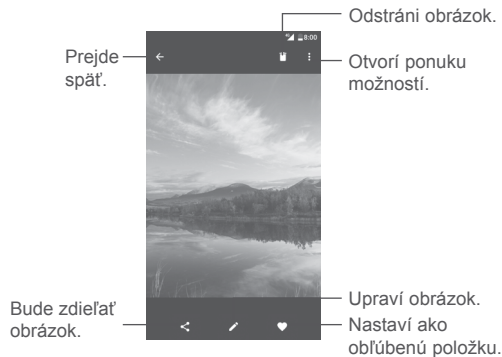 Odstráni obrázok.
8:00
Prejde
späť.
Otvorí ponuku
možností.
Upraví obrázok.
Bude zdieľať
obrázok.
Nastaví ako
obľúbenú položku.